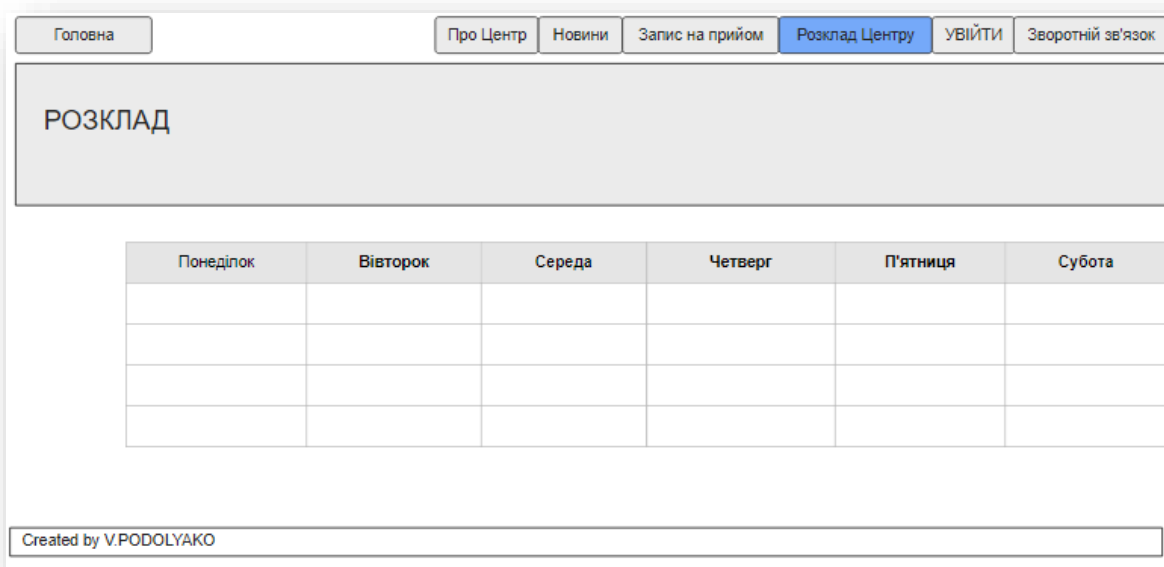 Головна Про Центр Новини Запис на прийом Розклад Центру УВІЙТИ Зворотній зв'язок
РОЗКЛАД
Понеділок Вівторок Середа Четверг П'ятниця Субота
Created by V.PODOLYAKO